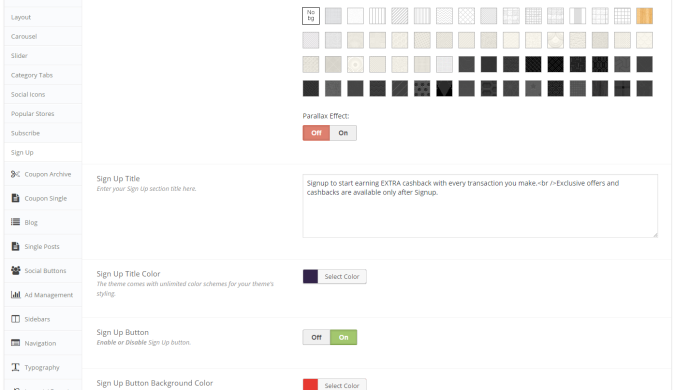 No
bg
Layout
Carousel
Slider
Category Tabs
Social Icons
Popular Stores
Subscribe
Sign Up
Coupon Archive
Coupon Single
Blog
Single Posts
Social Buttons
Ad Management
Sidebars
Navigation
Typography
Parallax Effect:
Off On
Sign Up Title
Enter your Sign Up section title here.
Signup to start earning EXTRA cashback with every transaction you make.<br />Exclusive offers and
cashbacks are available only after Signup.
Sign Up Title Color
The theme comes with unlimited color schemes for your theme's
styling.
Select Color
Sign Up Button
Enable or Disable Sign Up button.
Off On
Sign Up Button Background Color
Select Color